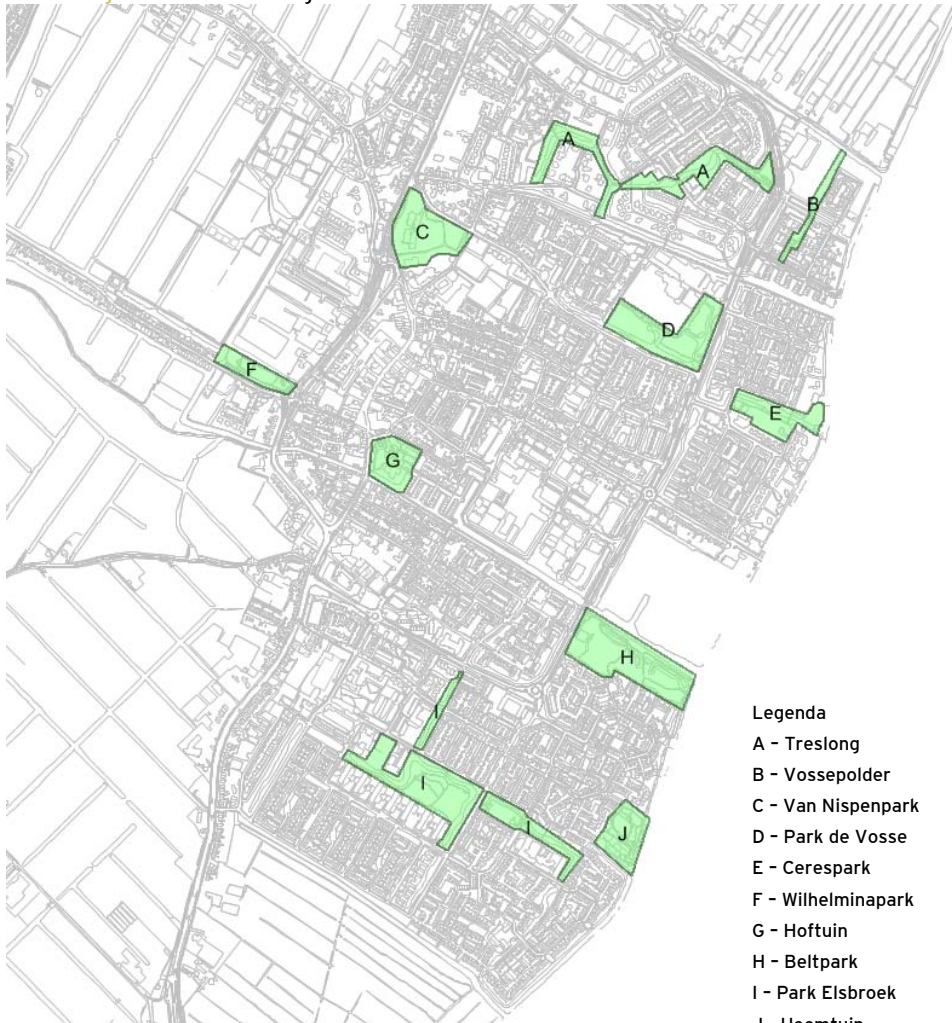 A
A
B
C
D
F
E
G
H
I
I
I
J
Legenda
A – Treslong
B – Vossepolder
C – Van Nispenpark
D – Park de Vosse
E – Cerespark
F – Wilhelminapark
G – Hoftuin
H – Beltpark
I – Park Elsbroek